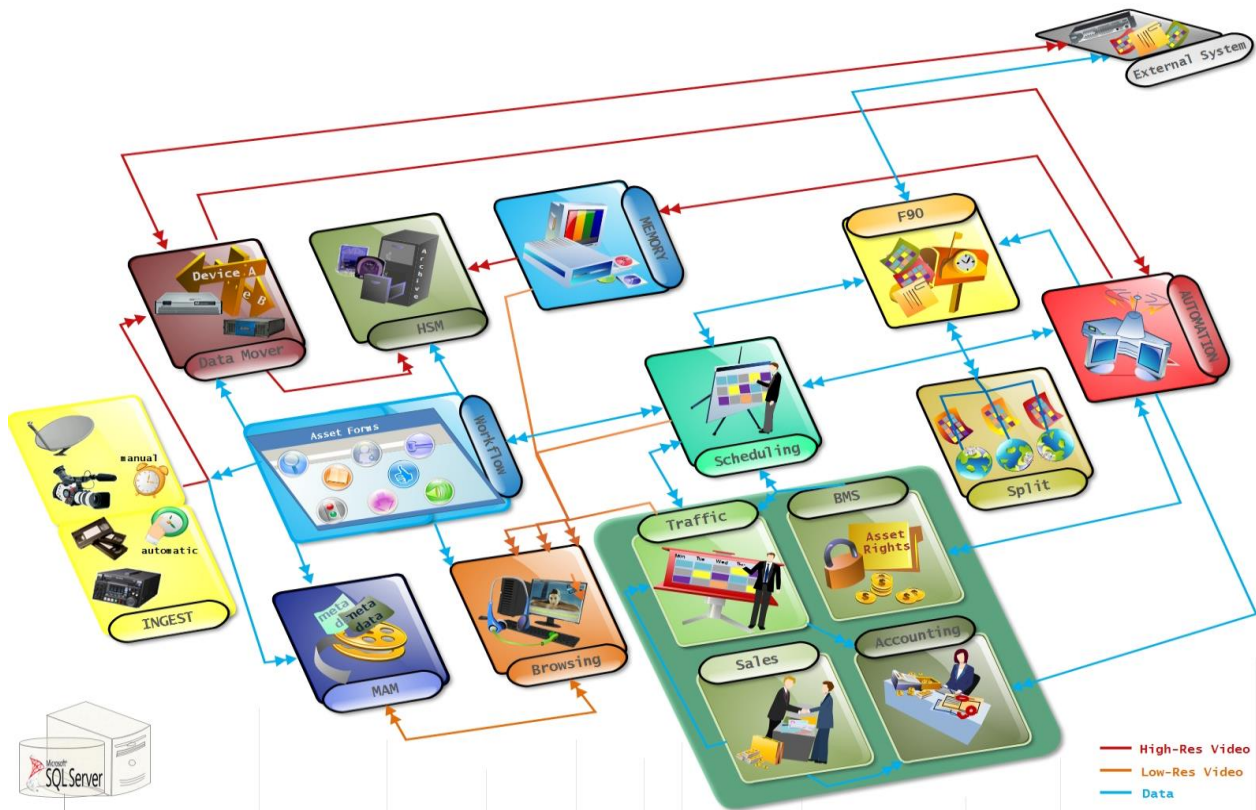 External System
MEMORY
F90
Device A
e B
Archive
HSM
AUTOMATION
Data Mover
Asset Forms
Workflow
Scheduling
Split
manual
automatic
INGEST
Traffic
BMS
Mon Tue Wed
Asset
Rights
meta
d
meta
data
Browsing
MAM
Sales
Accounting
Microsoft
SQL Server
High-Res Video
Low-Res Video
Data